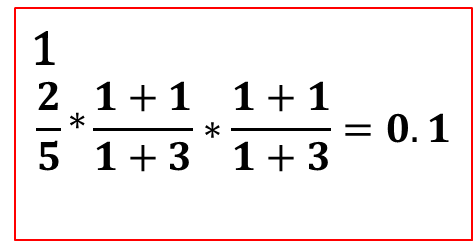 1
2/5 * (1 + 1)/(1 + 3) * (1 + 1)/(1 + 3) = 0.1